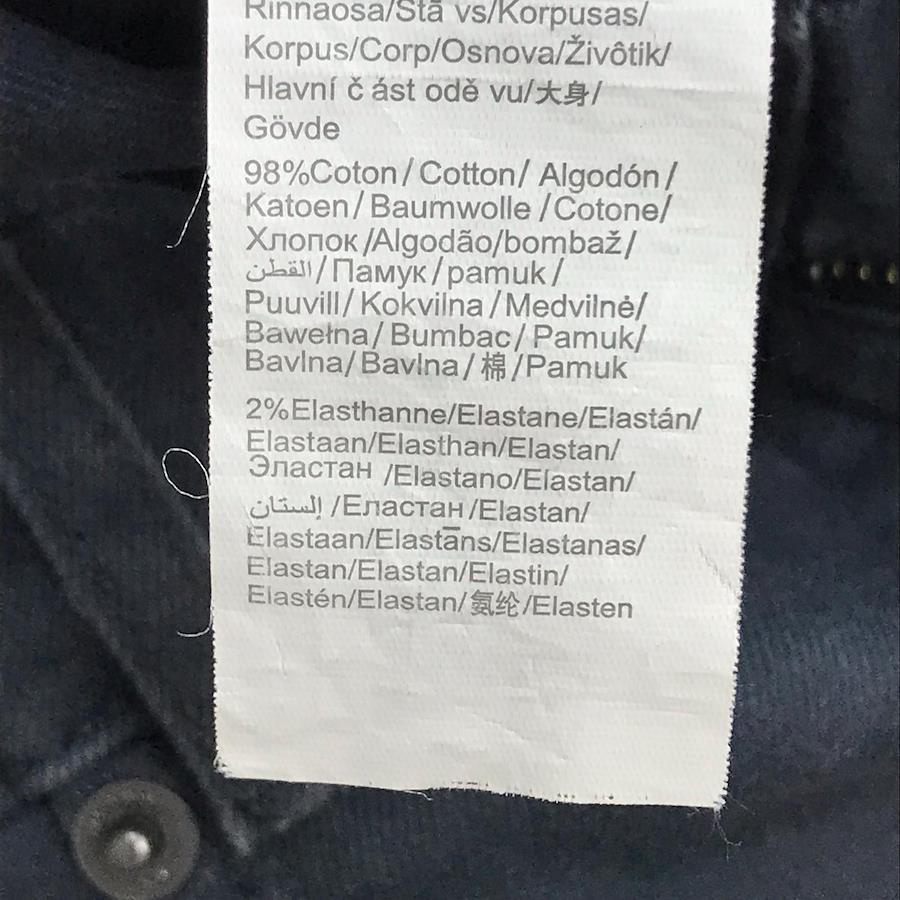 Rinnaosa/Stā vs/Korpusas/
Korpus/Corp/Osnova/Živôtik/
Hlavní č ást odě vu/大身/
Gövde
98%Coton/Cotton/ Algodón/
Katoen/Baumwolle/Cotone/
Хлопок/Algodão/bombaž/
القطن/Памук/pamuk/
Puuvill/Kokvilna/Medvilnė/
Bawełna/Bumbac/Pamuk/
Bavlna/Bavlna/棉/Pamuk
2%Elasthanne/Elastane/Elastán/
Elastaan/Elasthan/Elastan/
Эластан /Elastano/Elastan/
إلستان /Еластан/Elastan/
Elastaan/Elastāns/Elastanas/
Elastan/Elastan/Elastin/
Elastén/Elastan/氨纶/Elasten